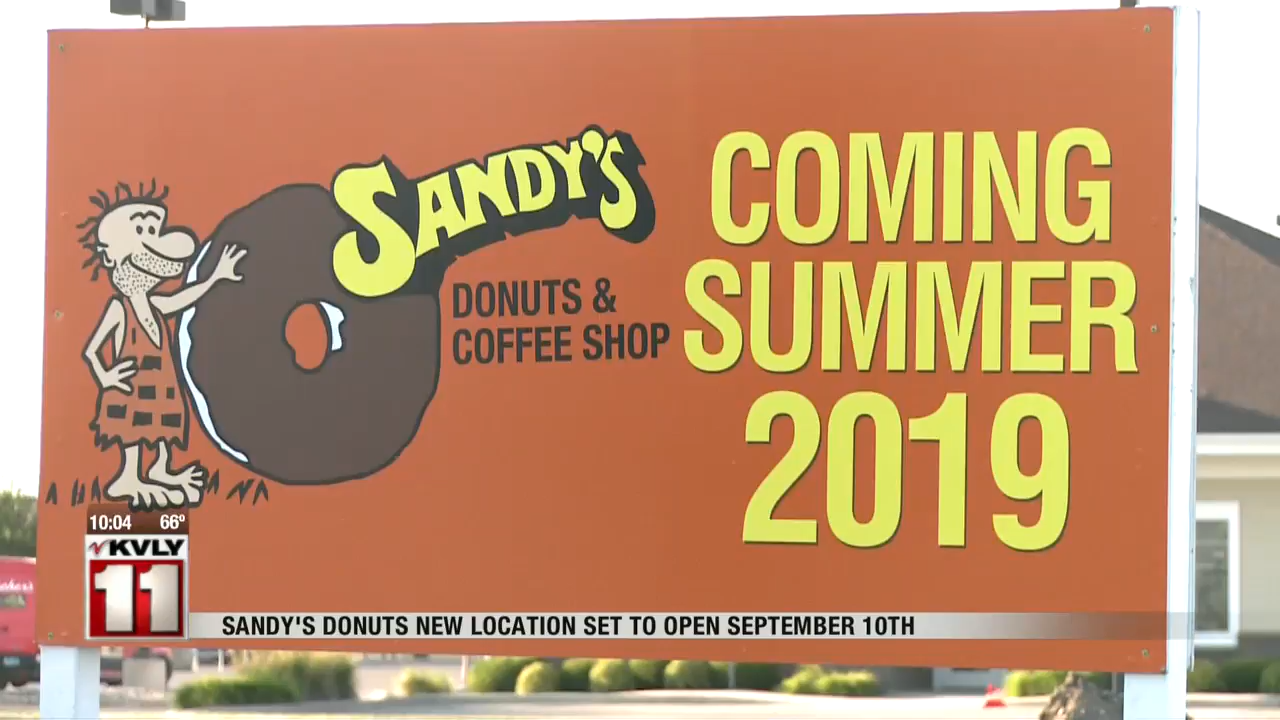 SANDY'S
DONUTS &
COFFEE SHOP
COMING
SUMMER
2019
10:04 66º
KVLY
11
SANDY'S DONUTS NEW LOCATION SET TO OPEN SEPTEMBER 10TH